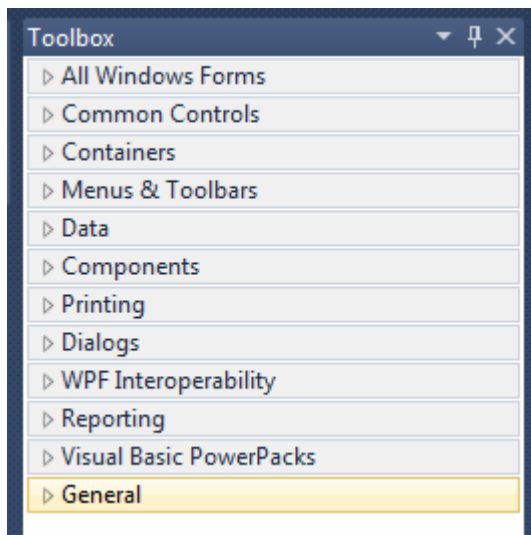 Toolbox
All Windows Forms
Common Controls
Containers
Menus & Toolbars
Data
Components
Printing
Dialogs
WPF Interoperability
Reporting
Visual Basic PowerPacks
General